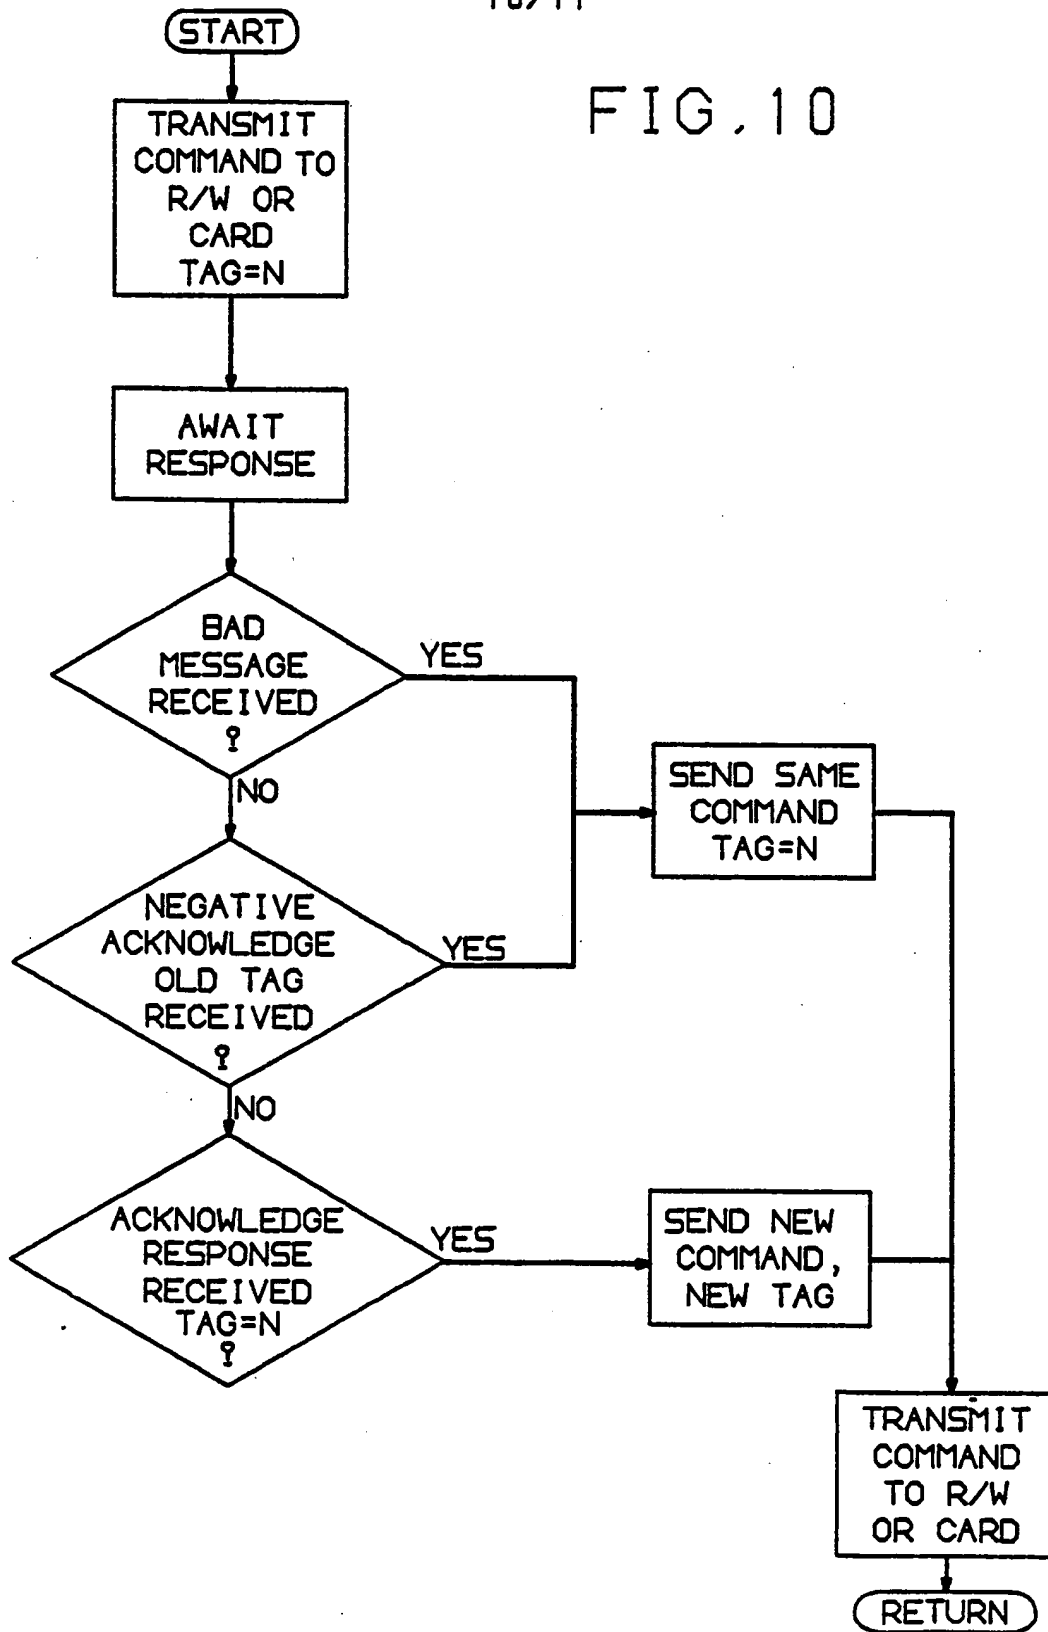 START
FIG.10
TRANSMIT
COMMAND TO
R/W OR
CARD
TAG=N
AWAIT
RESPONSE
BAD
MESSAGE
RECEIVED
?
YES
NO
SEND SAME
COMMAND
TAG=N
NEGATIVE
ACKNOWLEDGE
OLD TAG
RECEIVED
?
YES
NO
ACKNOWLEDGE
RESPONSE
RECEIVED
TAG=N
?
YES
SEND NEW
COMMAND,
NEW TAG
TRANSMIT
COMMAND
TO R/W
OR CARD
RETURN